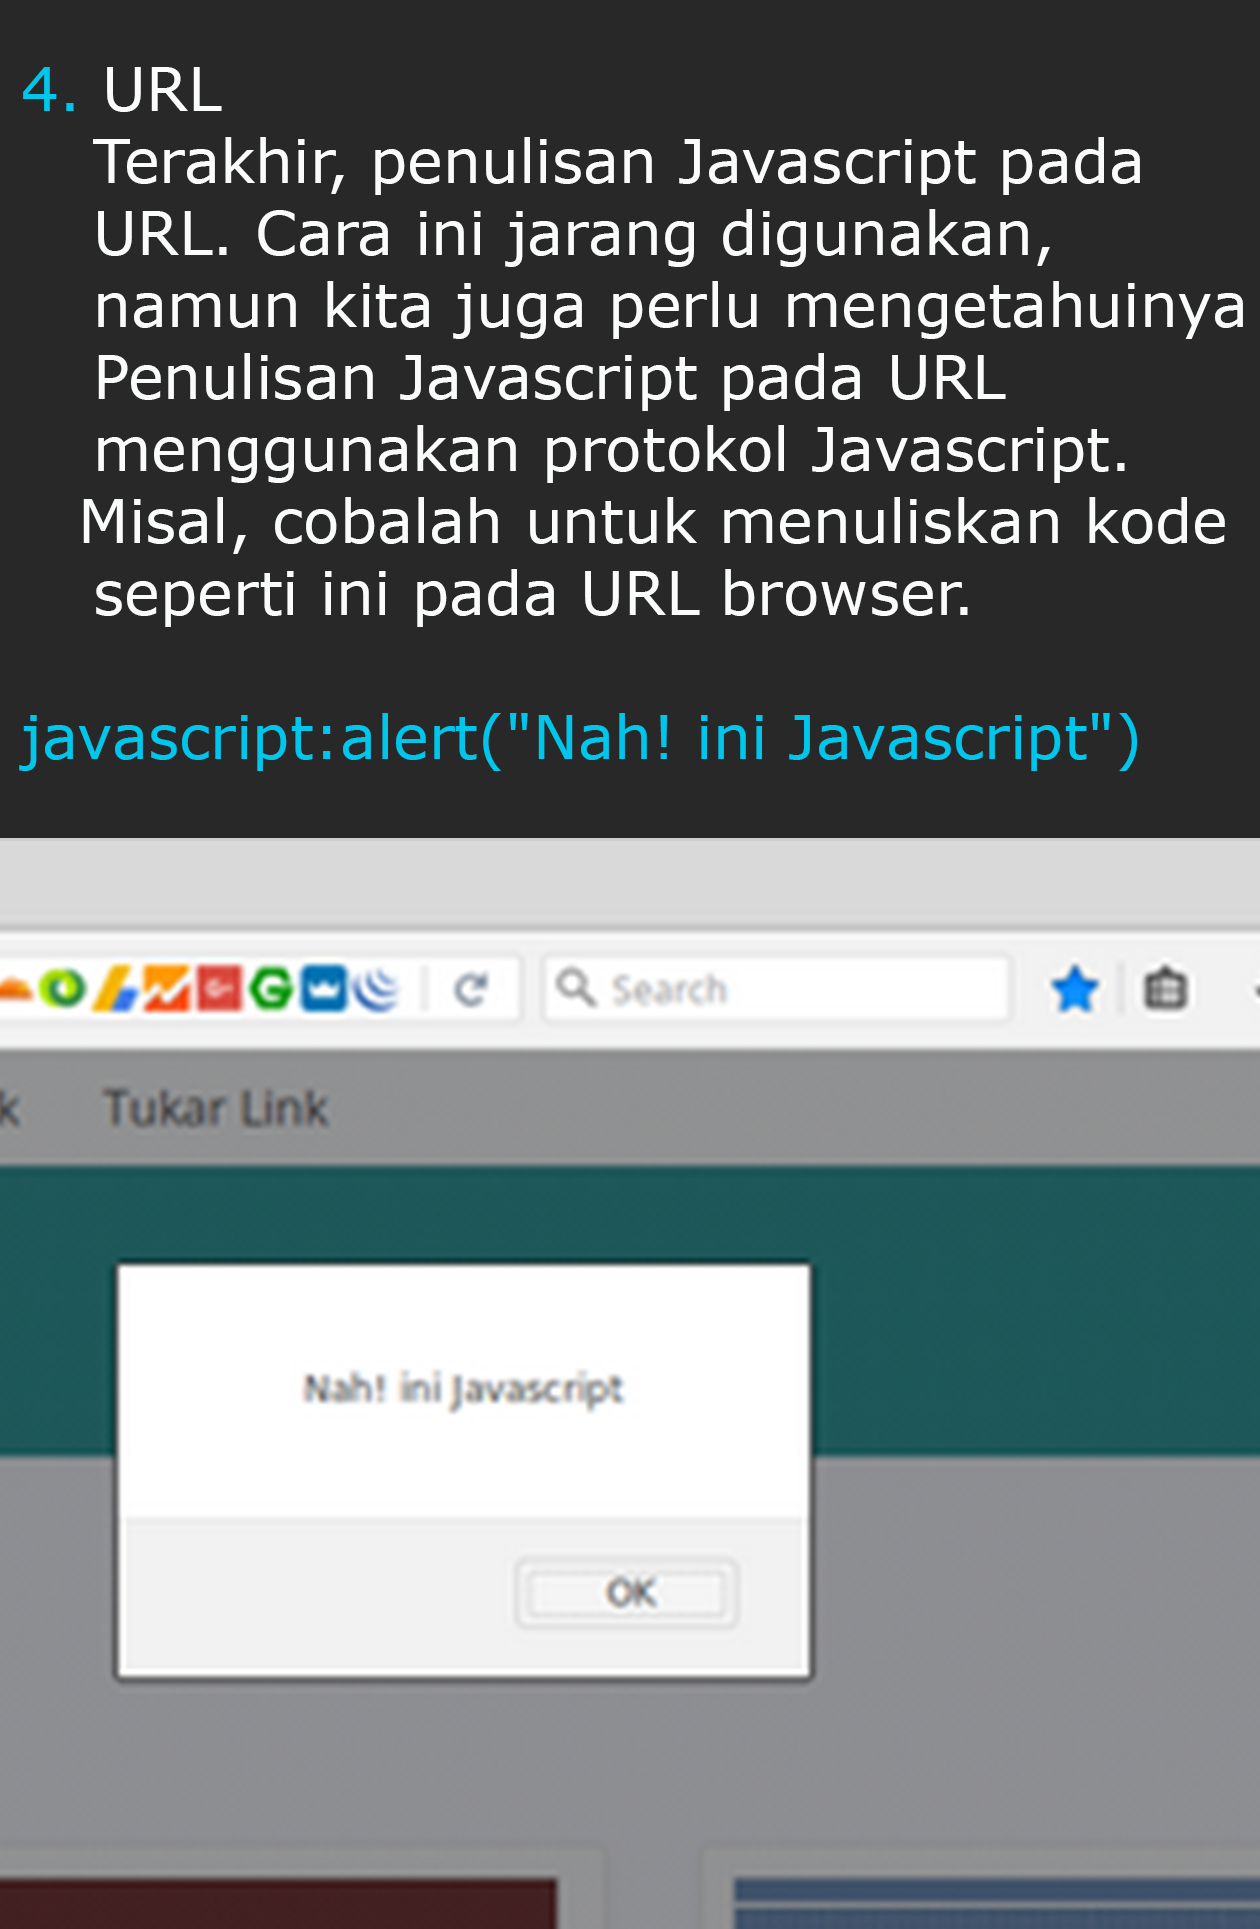 4. URL
Terakhir, penulisan Javascript pada
URL. Cara ini jarang digunakan,
namun kita juga perlu mengetahuinya
Penulisan Javascript pada URL
menggunakan protokol Javascript.
Misal, cobalah untuk menuliskan kode
seperti ini pada URL browser.
javascript:alert("Nah! ini Javascript")
Search
k Tukar Link
Nah! ini Javascript
OK